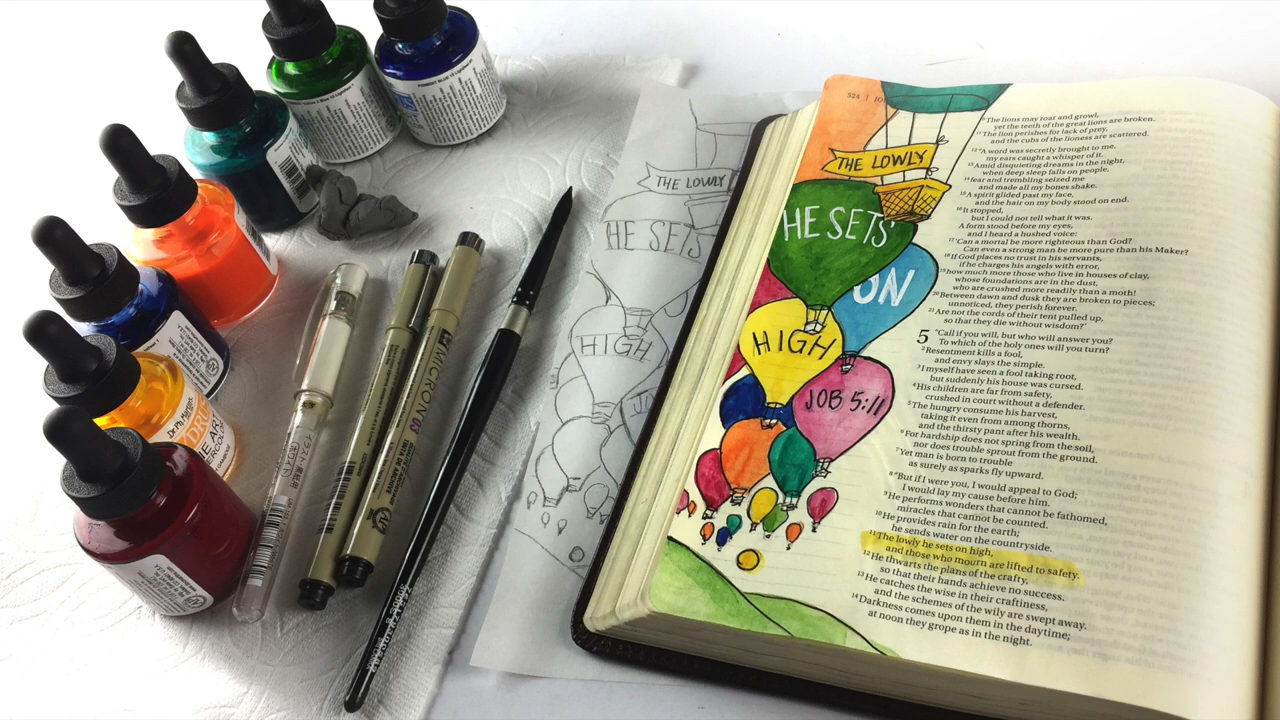 THE LOWLY
HE SETS
HIGH
MICRON 03
324 | JO
THE LOWLY
HE SETS
ON
HIGH
JOB 5:11
10 The lions may roar and growl,
yet the teeth of the great lions are broken.
11 The lion perishes for lack of prey,
and the cubs of the lioness are scattered.
12 "A word was secretly brought to me,
my ears caught a whisper of it.
13 Amid disquieting dreams in the night,
when deep sleep falls on people,
14 fear and trembling seized me
and made all my bones shake.
15 A spirit glided past my face,
and the hair on my body stood on end.
16 It stopped,
but I could not tell what it was.
A form stood before my eyes,
and I heard a hushed voice:
17 'Can a mortal be more righteous than God?
Can even a strong man be more pure than his Maker?
18 If God places no trust in his servants,
if he charges his angels with error,
19 how much more those who live in houses of clay,
whose foundations are in the dust,
who are crushed more readily than a moth!
20 Between dawn and dusk they are broken to pieces;
unnoticed, they perish forever.
21 Are not the cords of their tent pulled up,
so that they die without wisdom?'
5 "Call if you will, but who will answer you?
To which of the holy ones will you turn?
2 Resentment kills a fool,
and envy slays the simple.
3 I myself have seen a fool taking root,
but suddenly his house was cursed.
4 His children are far from safety,
crushed in court without a defender.
5 The hungry consume his harvest,
taking it even from among thorns,
and the thirsty pant after his wealth.
6 For hardship does not spring from the soil,
nor does trouble sprout from the ground.
7 Yet man is born to trouble
as surely as sparks fly upward.
8 "But if I were you, I would appeal to God;
I would lay my cause before him.
9 He performs wonders that cannot be fathomed,
miracles that cannot be counted.
10 He provides rain for the earth;
he sends water on the countryside.
11 The lowly he sets on high,
and those who mourn are lifted to safety.
12 He thwarts the plans of the crafty,
so that their hands achieve no success.
13 He catches the wise in their craftiness,
and the schemes of the wily are swept away.
14 Darkness comes upon them in the daytime;
at noon they grope as in the night.